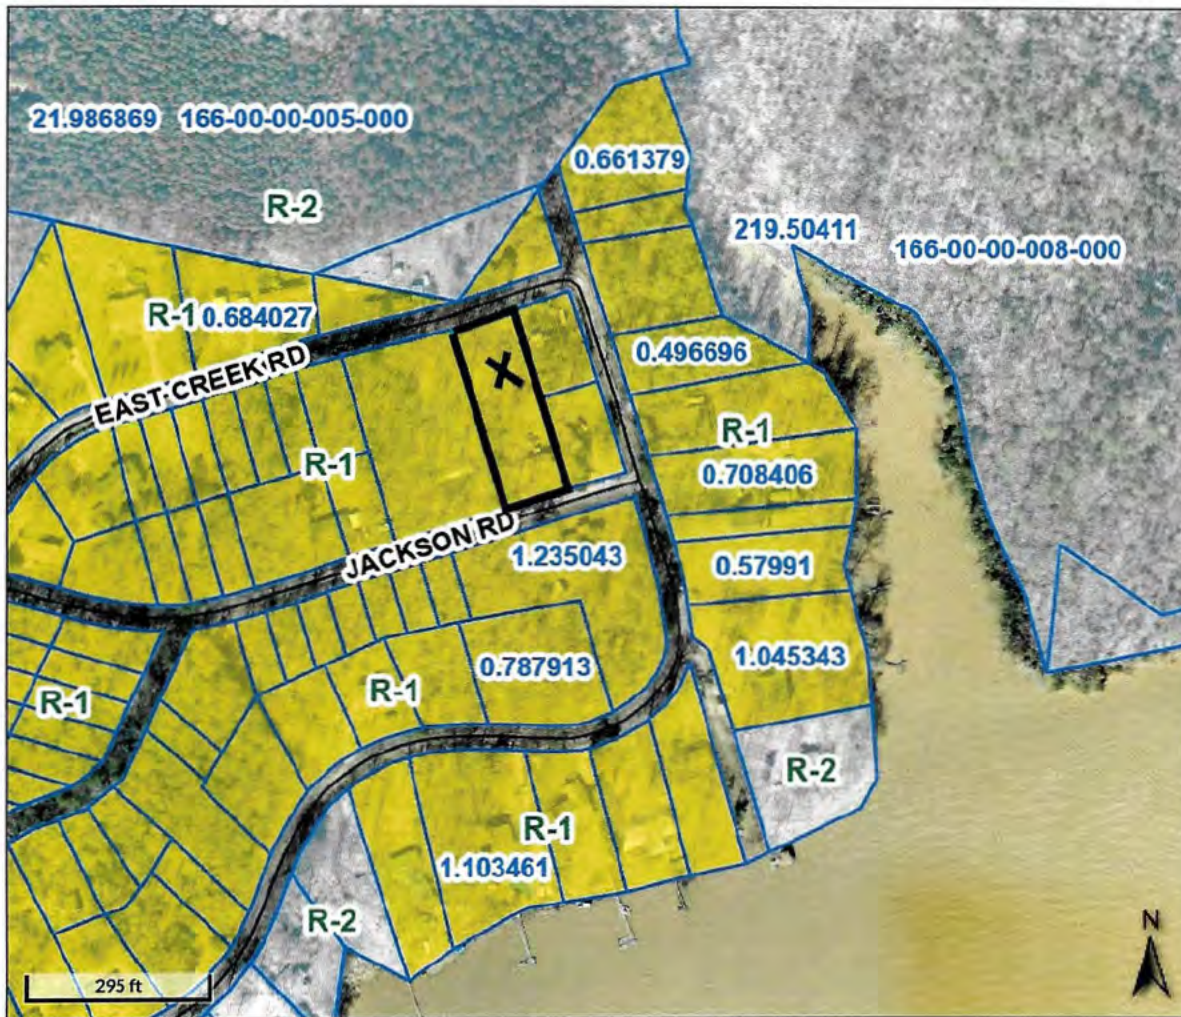 21.986869 166-00-00-005-000
0.661379
R-2
219.50411
166-00-00-008-000
R-1 0.684027
EAST CREEK RD
X
0.496696
R-1
R-1
0.708406
JACKSON RD
1.235043
0.57991
0.787913
1.045343
R-1
R-1
R-2
R-1
1.103461
R-2
N
295 ft